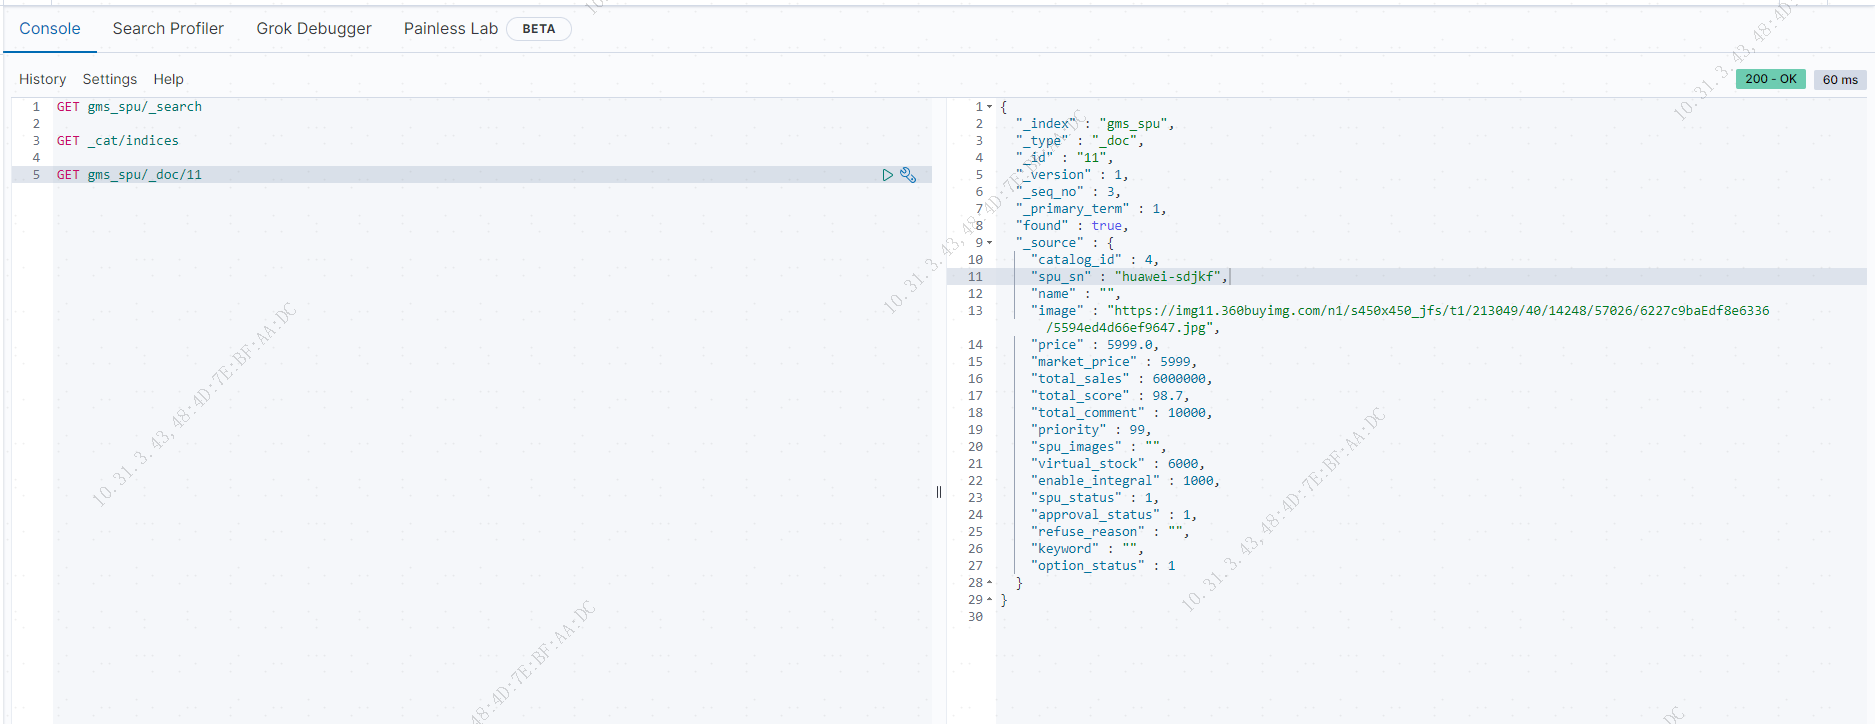 Console Search Profiler Grok Debugger Painless Lab BETA
History Settings Help
200 - OK 60 ms
1 GET gms_spu/_search
2
3 GET _cat/indices
4
5 GET gms_spu/_doc/11
1 {
2 "_index" : "gms_spu",
3 "_type" : "_doc",
4 "_id" : "11",
5 "_version" : 1,
6 "_seq_no" : 3,
7 "_primary_term" : 1,
8 "found" : true,
9 "_source" : {
10 "catalog_id" : 4,
11 "spu_sn" : "huawei-sdjkf",
12 "name" : "",
13 "image" : "https://img11.360buyimg.com/n1/s450x450_jfs/t1/213049/40/14248/57026/6227c9baEdf8e6336
/5594ed4d66ef9647.jpg",
14 "price" : 5999.0,
15 "market_price" : 5999,
16 "total_sales" : 6000000,
17 "total_score" : 98.7,
18 "total_comment" : 10000,
19 "priority" : 99,
20 "spu_images" : "",
21 "virtual_stock" : 6000,
22 "enable_integral" : 1000,
23 "spu_status" : 1,
24 "approval_status" : 1,
25 "refuse_reason" : "",
26 "keyword" : "",
27 "option_status" : 1
28 }
29 }
30
10.31.3.43,48:4D:7E:BF:AA:DC
10.31.3.43,48:4D:7E:BF:AA:DC
10.31.3.43,48:4D:7E:BF:AA:DC
10.31.3.43,48:4D:
48:4D:7E:BF:AA:DC
10.
:DC